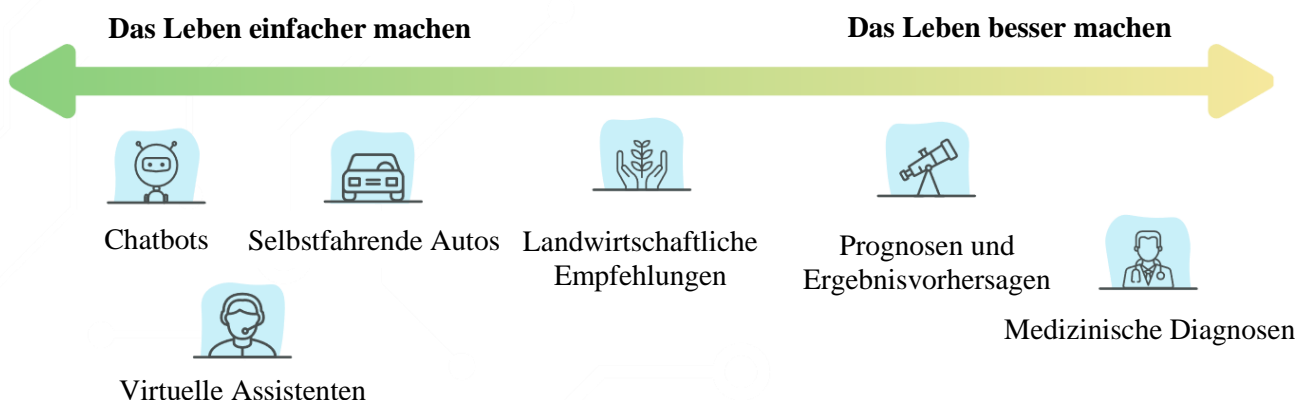 Das Leben einfacher machen
Das Leben besser machen
Chatbots
Selbstfahrende Autos
Landwirtschaftliche
Empfehlungen
Prognosen und
Ergebnisvorhersagen
Medizinische Diagnosen
Virtuelle Assistenten